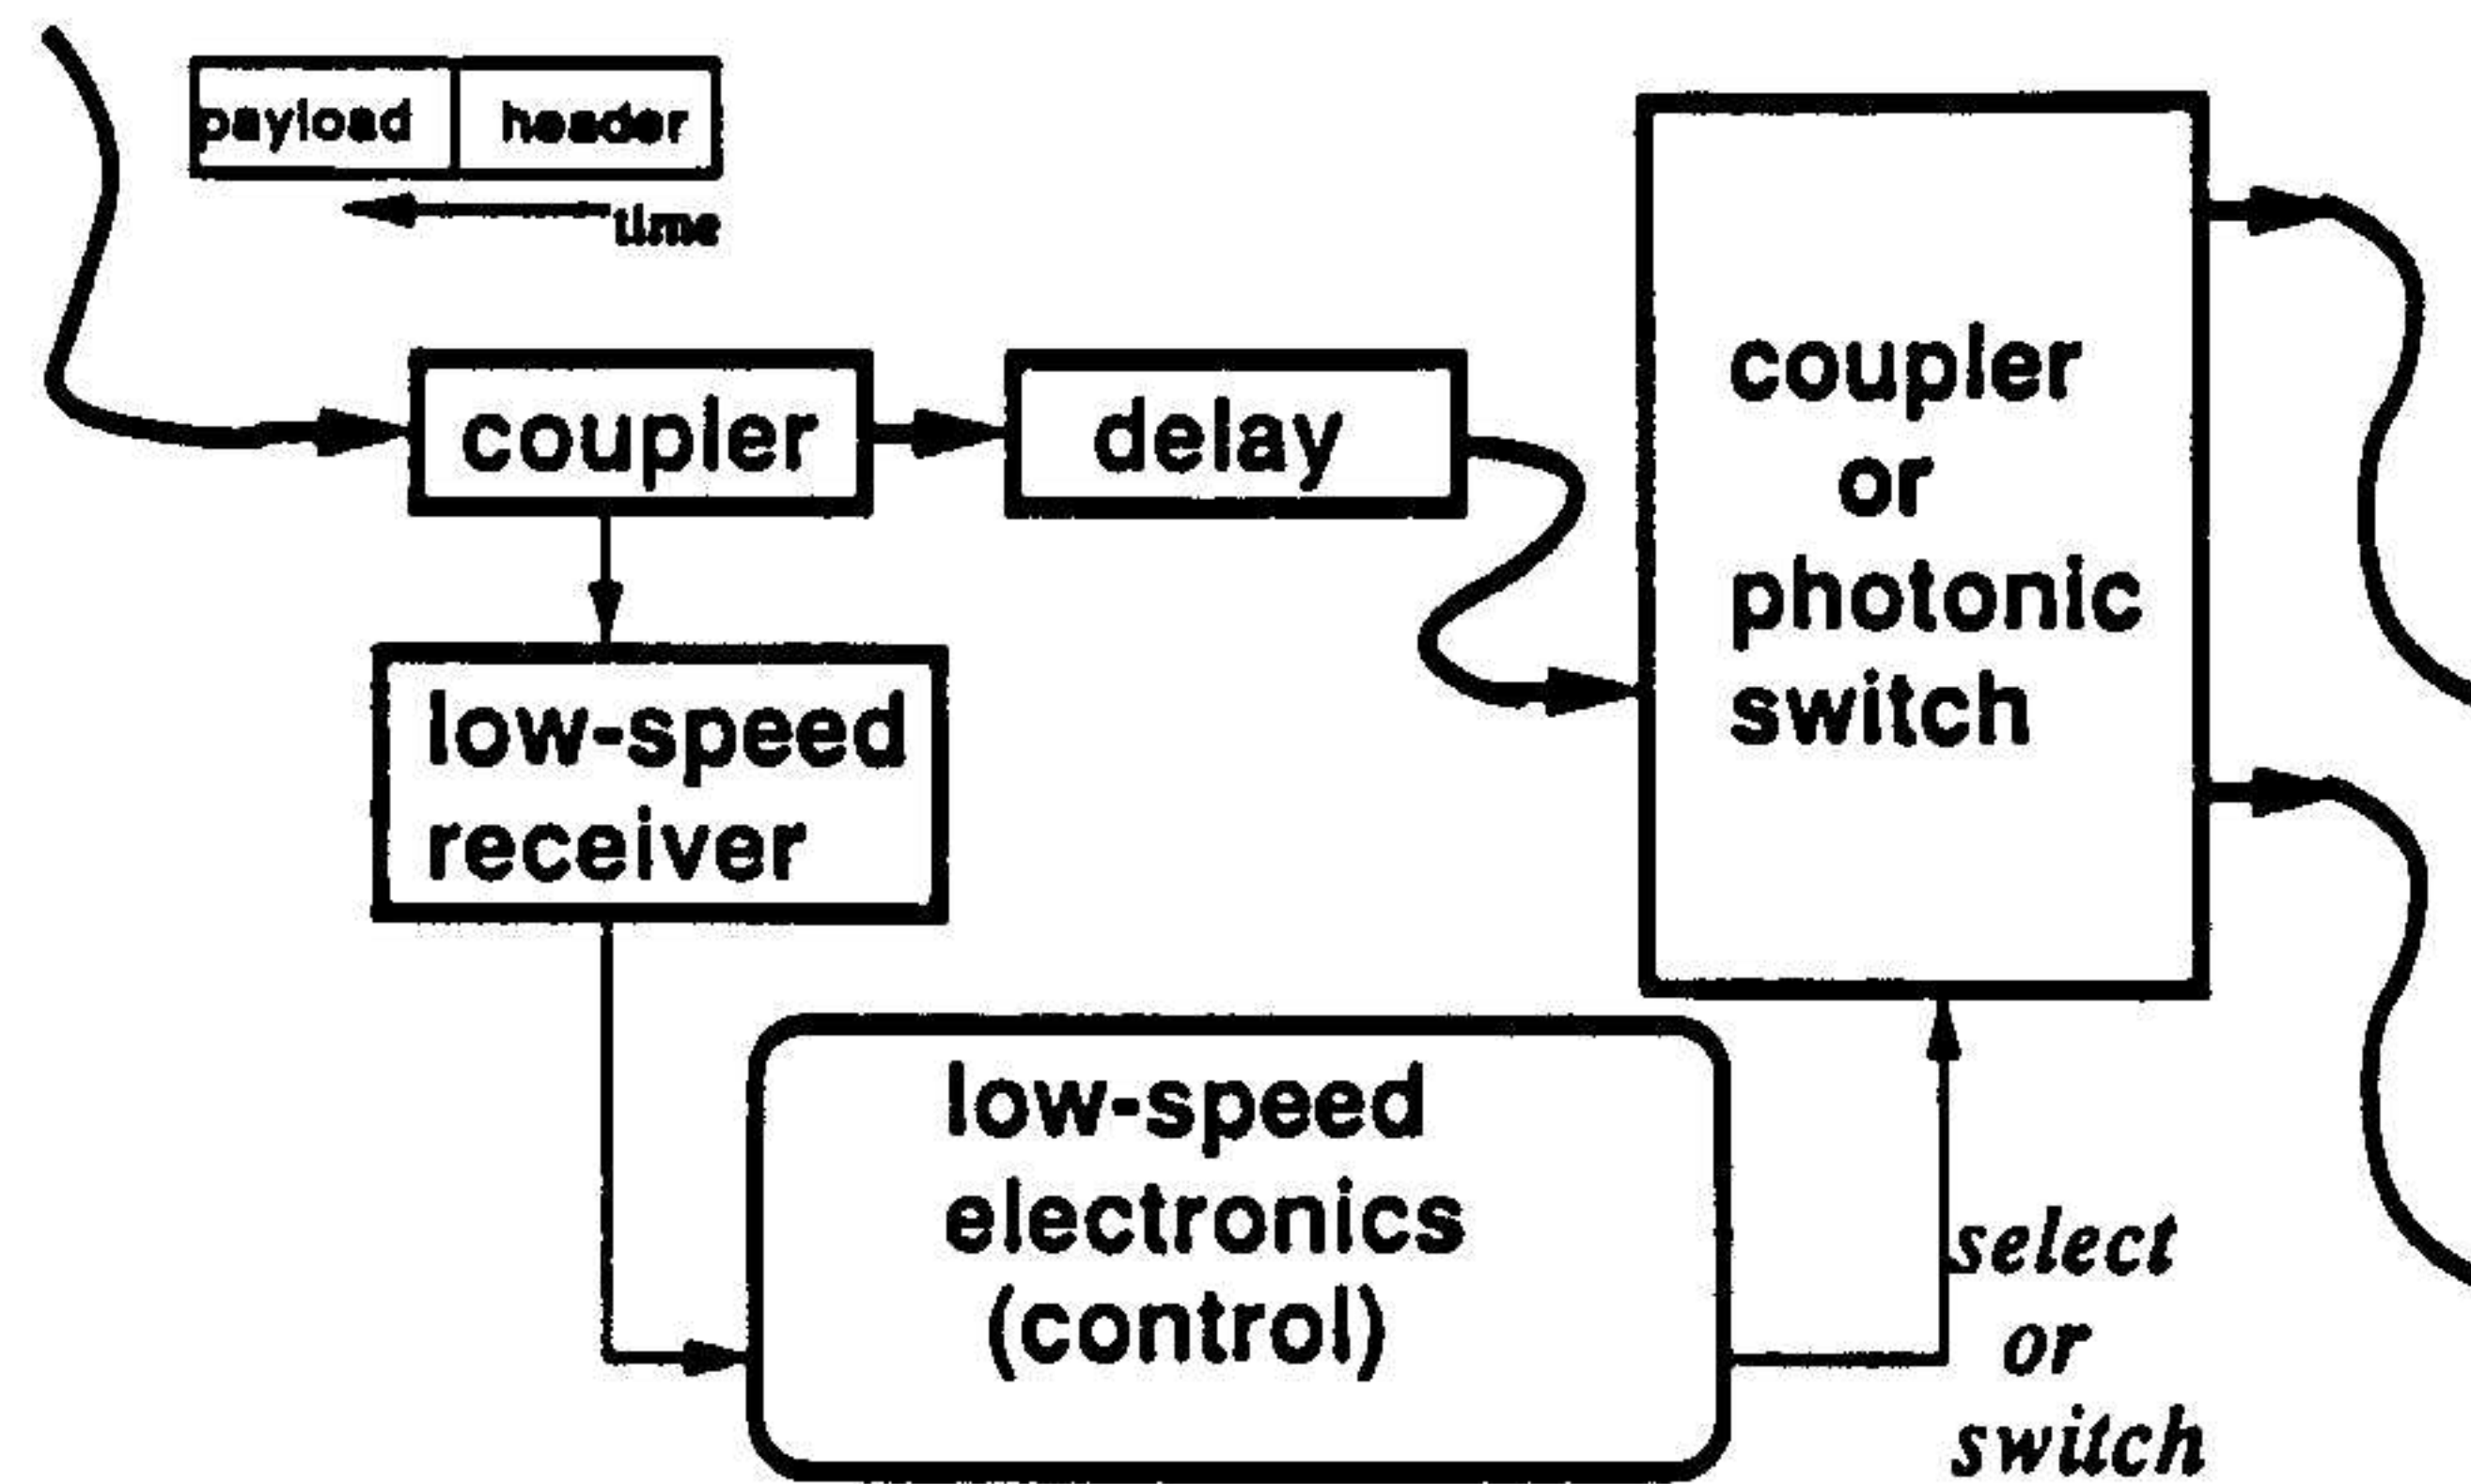 payload header
time
coupler
delay
coupler
or
photonic
switch
low-speed
receiver
low-speed
electronics
(control)
select
or
switch